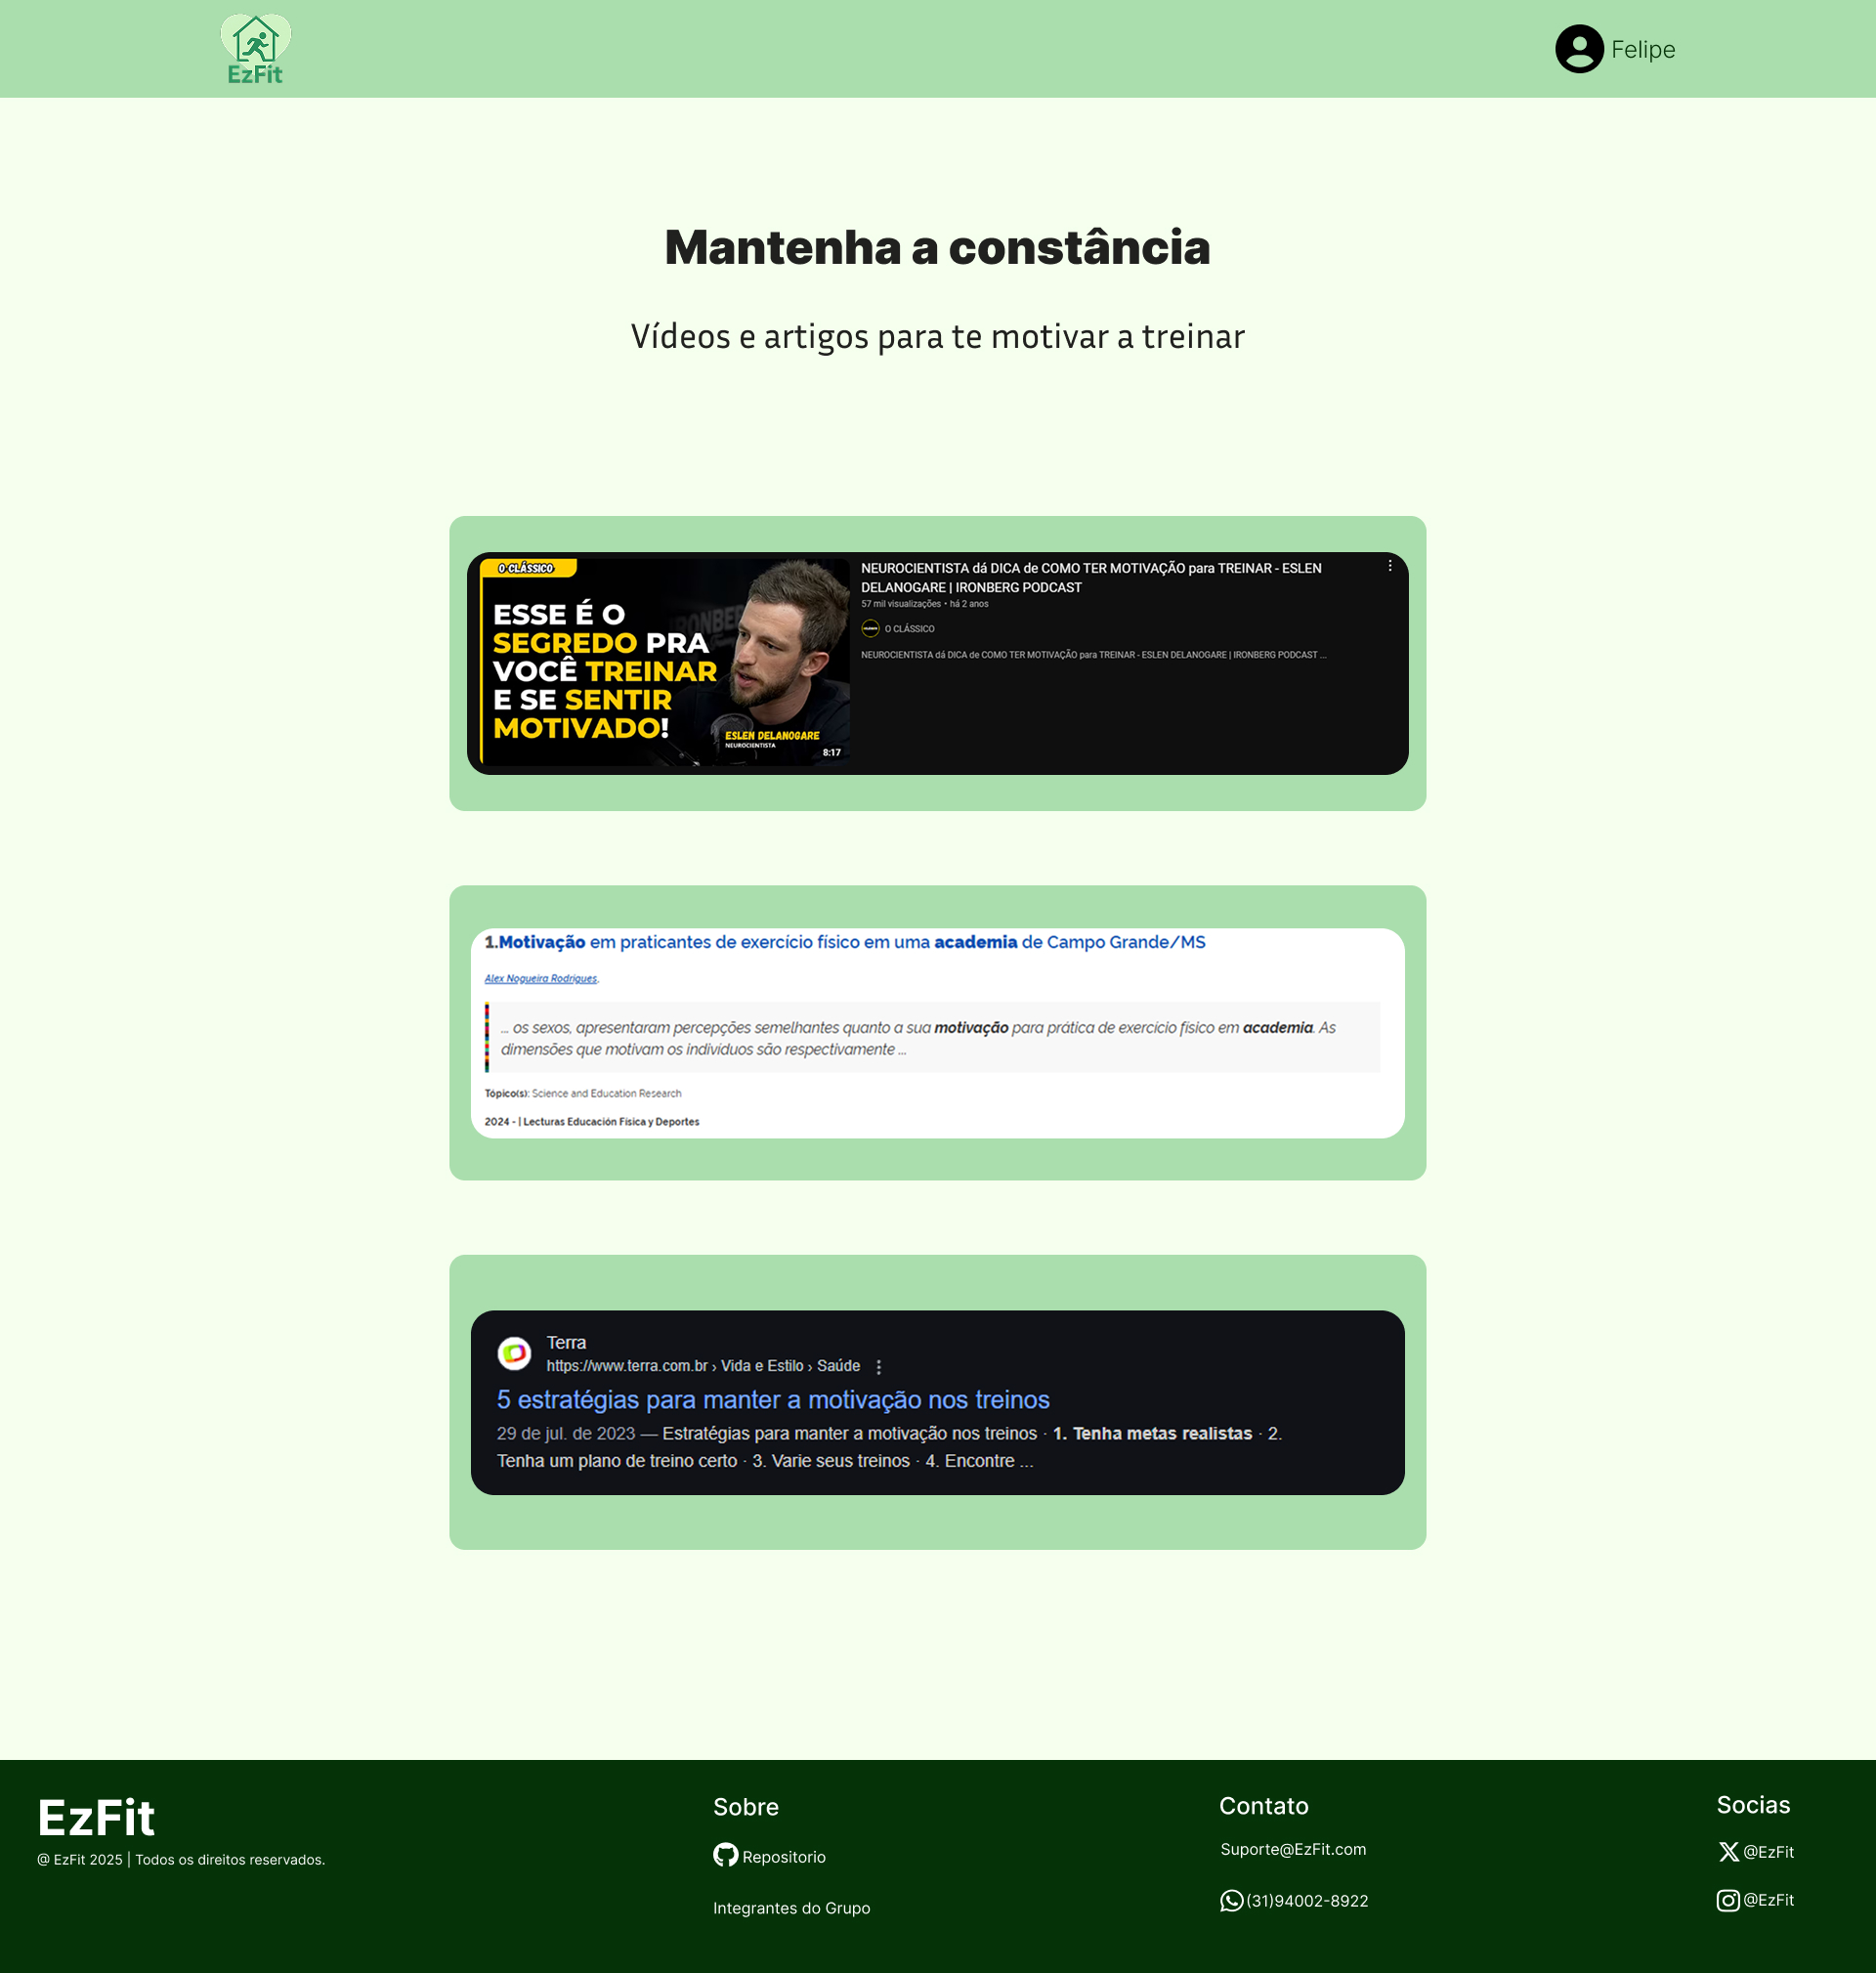 EzFit
Felipe
Mantenha a constância
Vídeos e artigos para te motivar a treinar
O CLÁSSICO
ESSE É O
SEGREDO PRA
VOCÊ TREINAR
E SE SENTIR
MOTIVADO!
ESLEN DELANOGARE
NEUROCIENTISTA
8:17
NEUROCIENTISTA dá DICA de COMO TER MOTIVAÇÃO para TREINAR - ESLEN
DELANOGARE | IRONBERG PODCAST
57 mil visualizações • há 2 anos
O CLÁSSICO
NEUROCIENTISTA dá DICA de COMO TER MOTIVAÇÃO para TREINAR - ESLEN DELANOGARE | IRONBERG PODCAST ...
1.Motivação em praticantes de exercício físico em uma academia de Campo Grande/MS
Alex Nogueira Rodrigues,
... os sexos, apresentaram percepções semelhantes quanto a sua motivação para prática de exercício físico em academia. As
dimensões que motivam os indivíduos são respectivamente ...
Tópico(s): Science and Education Research
2024 - | Lecturas Educación Física y Deportes
Terra
https://www.terra.com.br › Vida e Estilo › Saúde
5 estratégias para manter a motivação nos treinos
29 de jul. de 2023 — Estratégias para manter a motivação nos treinos · 1. Tenha metas realistas · 2.
Tenha um plano de treino certo · 3. Varie seus treinos · 4. Encontre ...
EzFit
@ EzFit 2025 | Todos os direitos reservados.
Sobre
Repositorio
Integrantes do Grupo
Contato
Suporte@EzFit.com
(31)94002-8922
Socias
@EzFit
@EzFit